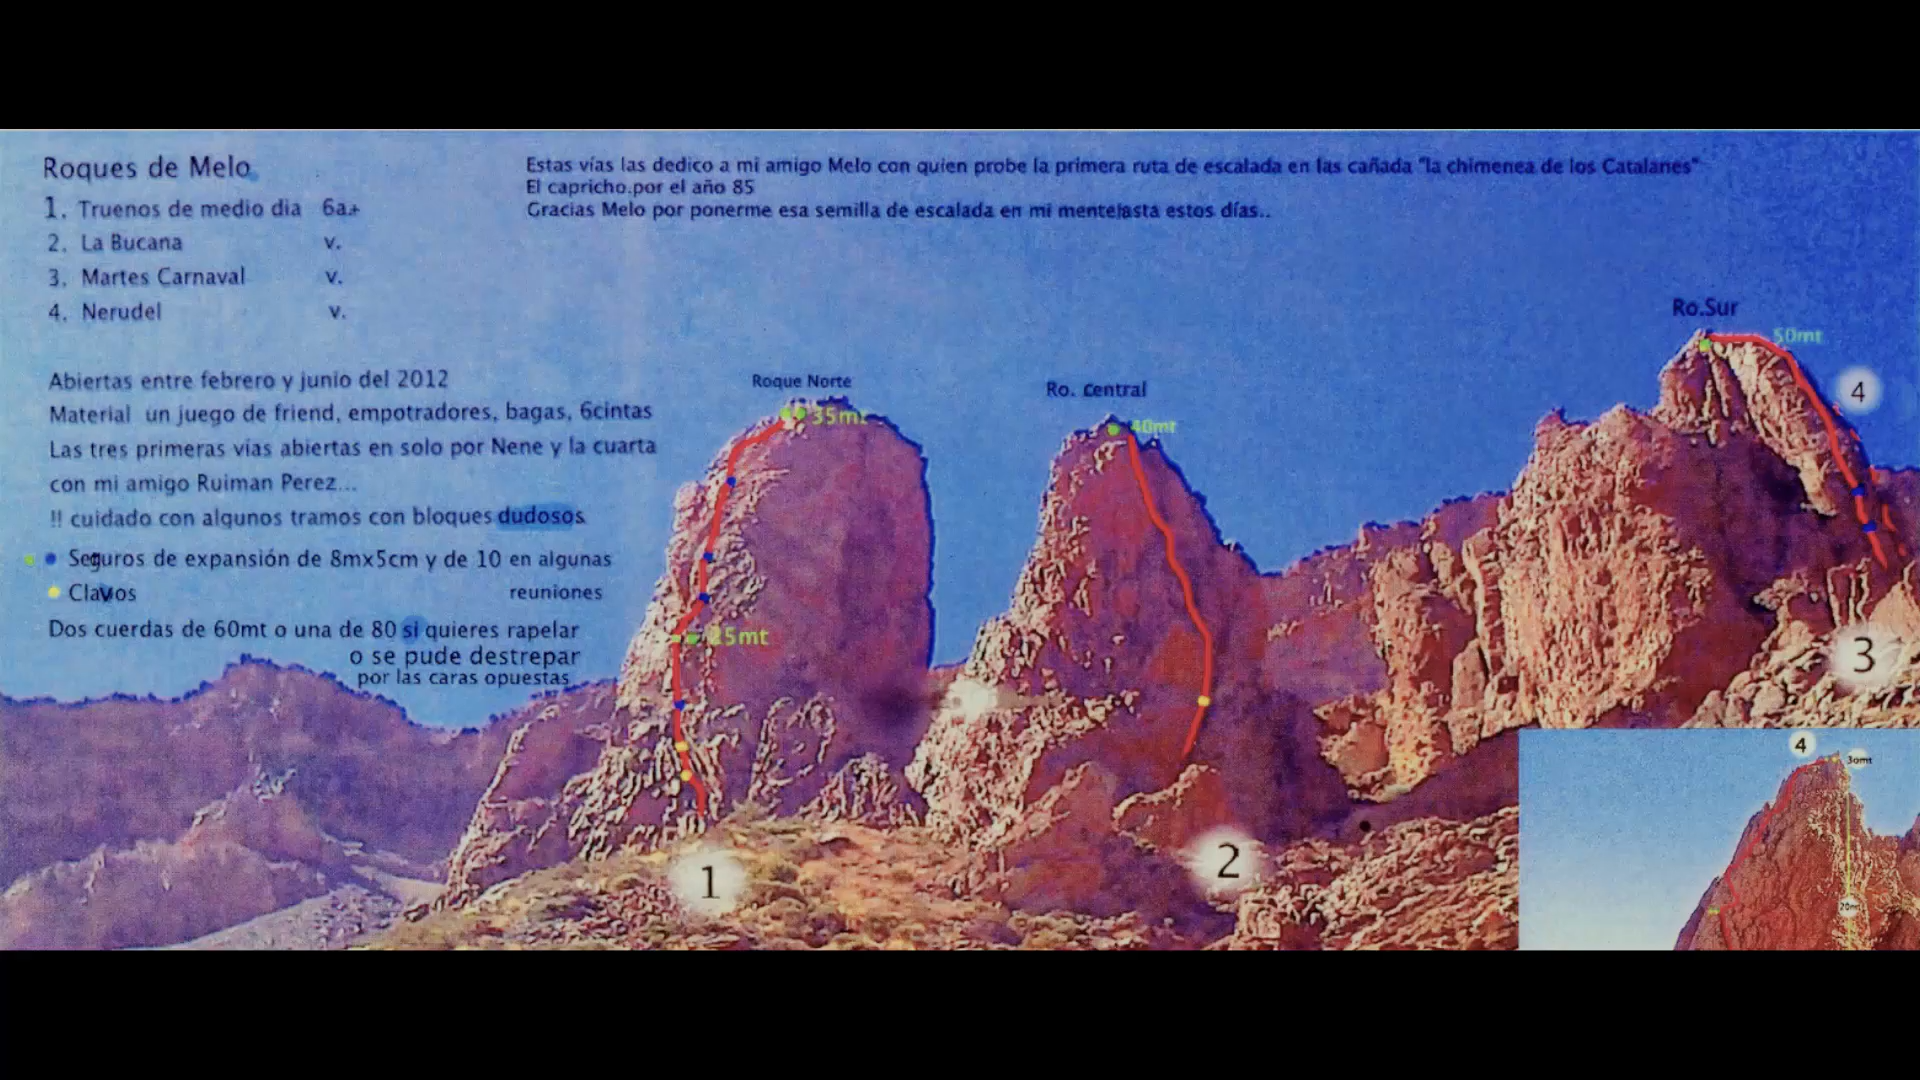 Roques de Melo
1. Truenos de medio dia 6a+
2. La Bucana v.
3. Martes Carnaval v.
4. Nerudel v.
Estas vías las dedico a mi amigo Melo con quien probe la primera ruta de escalada en las cañada "la chimenea de los Catalanes"
El capricho.por el año 85
Gracias Melo por ponerme esa semilla de escalada en mi mente estos días..
Abiertas entre febrero y junio del 2012
Material un juego de friend, empotradores, bagas, 6cintas
Las tres primeras vías abiertas en solo por Nene y la cuarta
con mi amigo Ruiman Perez...
!! cuidado con algunos tramos con bloques dudosos
Seguros de expansión de 8mx5cm y de 10 en algunas
reuniones
Clavos
Dos cuerdas de 60mt o una de 80 si quieres rapelar
o se pude destrepar
por las caras opuestas
Roque Norte
35mt
25mt
1
Ro. Central
40mt
2
Ro.Sur
50mt
4
3
4
30mt